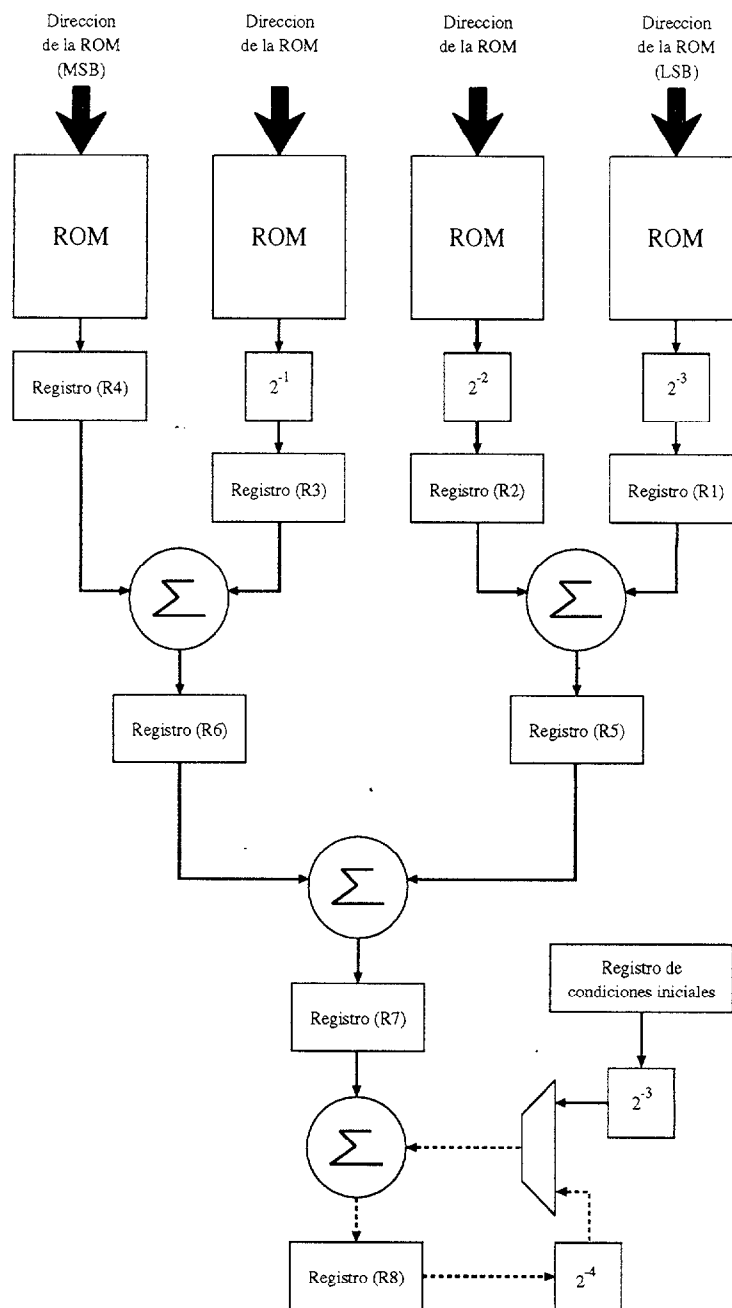 Direccion
de la ROM
(MSB)
Direccion
de la ROM
Direccion
de la ROM
Direccion
de la ROM
(LSB)
ROM
ROM
ROM
ROM
Registro (R4)
2^-1
2^-2
2^-3
Registro (R3)
Registro (R2)
Registro (R1)
Σ
Σ
Registro (R6)
Registro (R5)
Σ
Registro de
condiciones iniciales
Registro (R7)
2^-3
Σ
Registro (R8)
2^-4